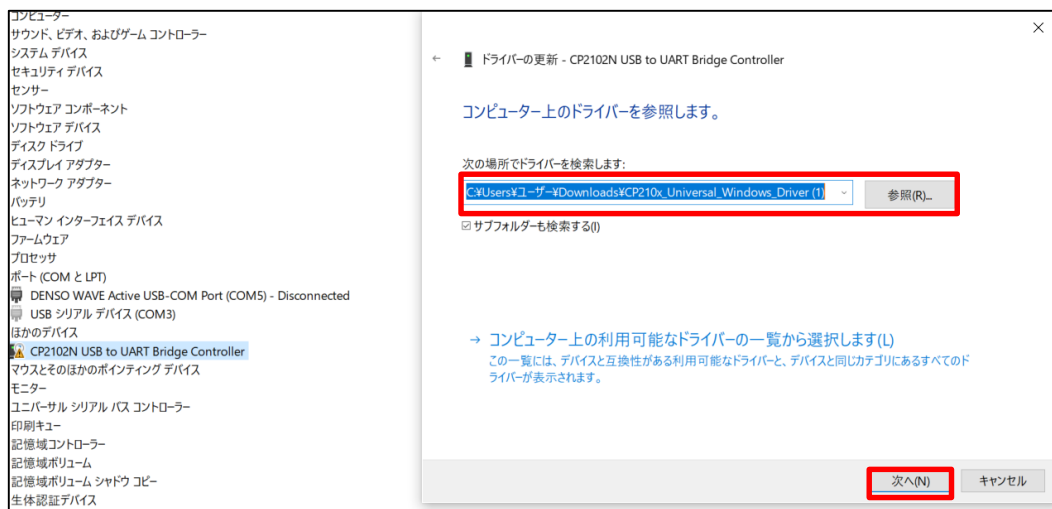 コンピューター
サウンド、ビデオ、およびゲーム コントローラー
システム デバイス
セキュリティ デバイス
センサー
ソフトウェア コンポーネント
ソフトウェア デバイス
ディスク ドライブ
ディスプレイ アダプター
ネットワーク アダプター
バッテリ
ヒューマン インターフェイス デバイス
ファームウェア
プロセッサ
ポート (COM と LPT)
DENSO WAVE Active USB-COM Port (COM5) - Disconnected
USB シリアル デバイス (COM3)
ほかのデバイス
CP2102N USB to UART Bridge Controller
マウスとそのほかのポインティング デバイス
モニター
ユニバーサル シリアル バス コントローラー
印刷キュー
記憶域コントローラー
記憶域ボリューム
記憶域ボリューム シャドウ コピー
生体認証デバイス
ドライバーの更新 - CP2102N USB to UART Bridge Controller
コンピューター上のドライバーを参照します。
次の場所でドライバーを検索します:
C:¥Users¥ユーザー¥Downloads¥CP210x_Universal_Windows_Driver (1)
参照(R)...
サブフォルダーも検索する(I)
コンピューター上の利用可能なドライバーの一覧から選択します(L)
この一覧には、デバイスと互換性がある利用可能なドライバーと、デバイスと同じカテゴリにあるすべてのド
ライバーが表示されます。
次へ(N)
キャンセル